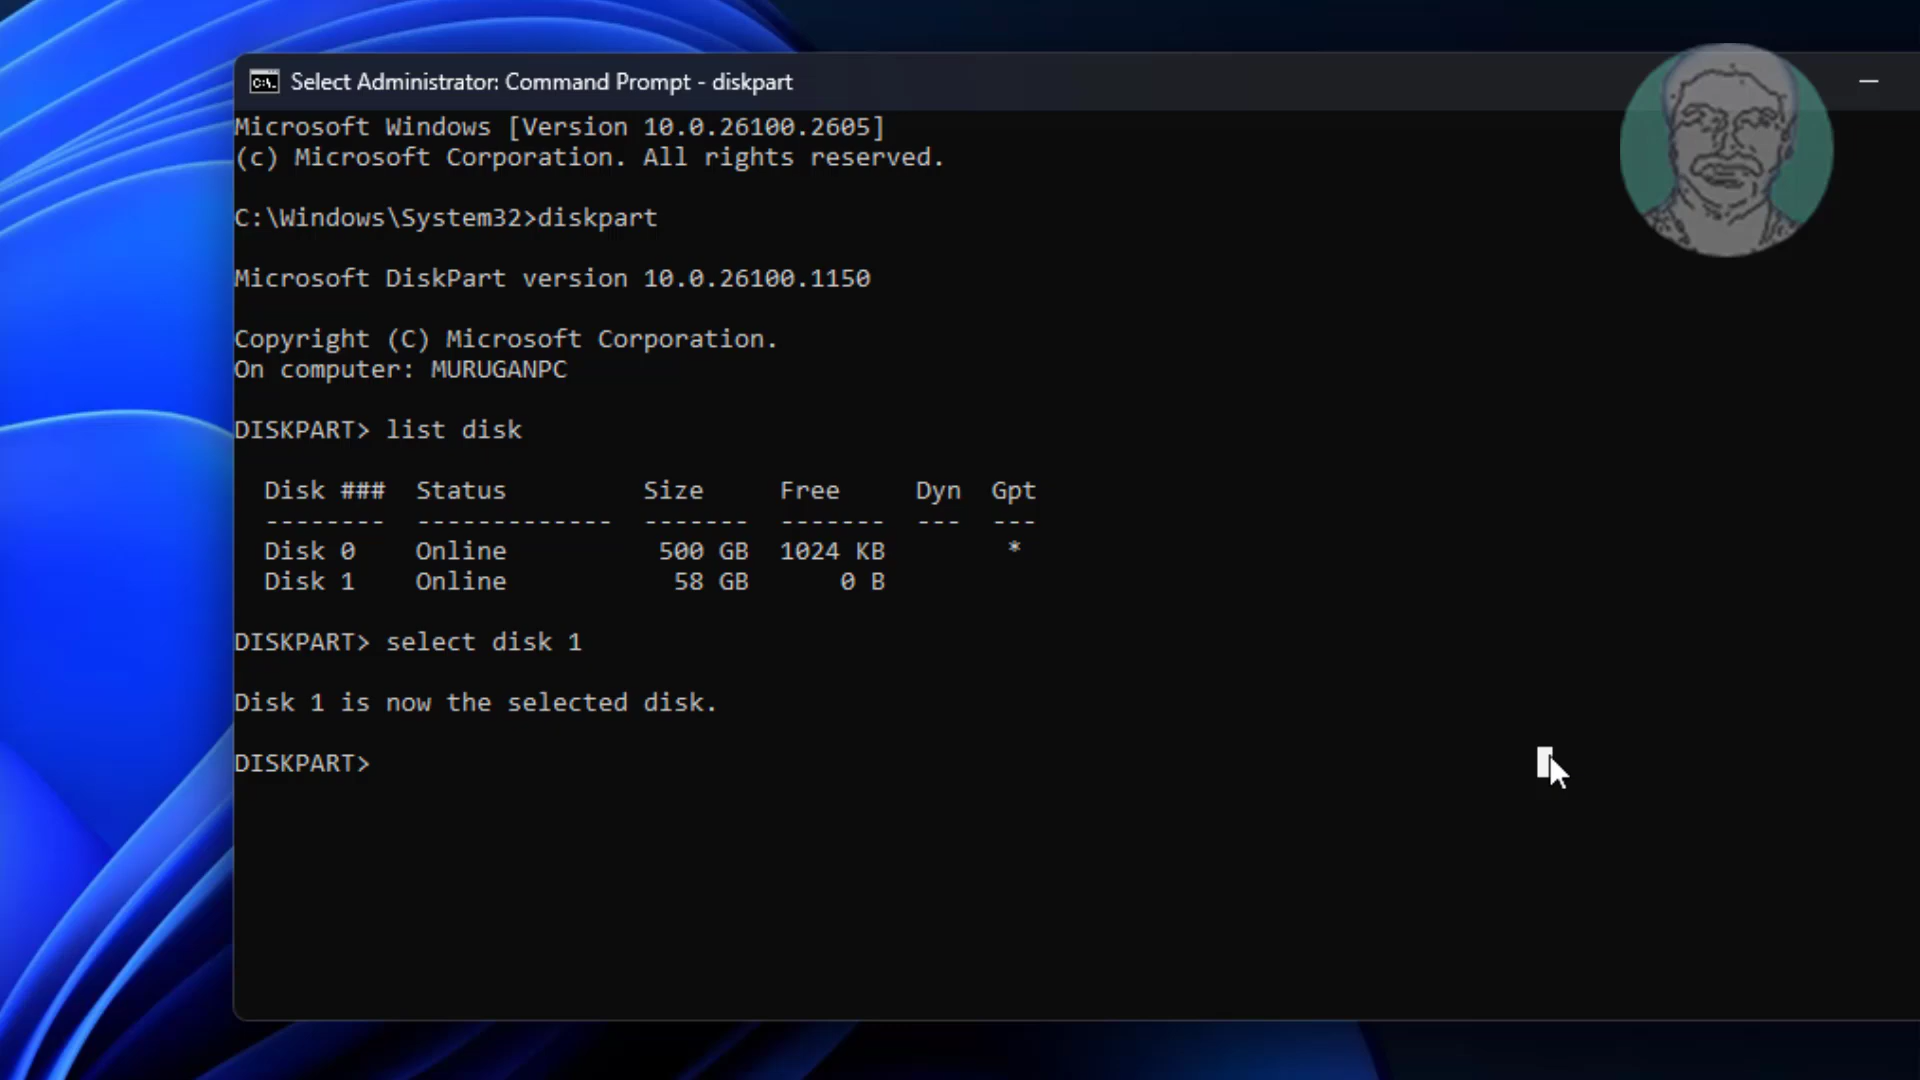 Select Administrator: Command Prompt - diskpart
Microsoft Windows [Version 10.0.26100.2605]
(c) Microsoft Corporation. All rights reserved.
C:\Windows\System32>diskpart
Microsoft DiskPart version 10.0.26100.1150
Copyright (C) Microsoft Corporation.
On computer: MURUGANPC
DISKPART> list disk
Disk ###  Status         Size     Free     Dyn  Gpt
--------  -------------  -------  -------  ---  ---
Disk 0    Online          500 GB  1024 KB        *
Disk 1    Online           58 GB      0 B
DISKPART> select disk 1
Disk 1 is now the selected disk.
DISKPART>